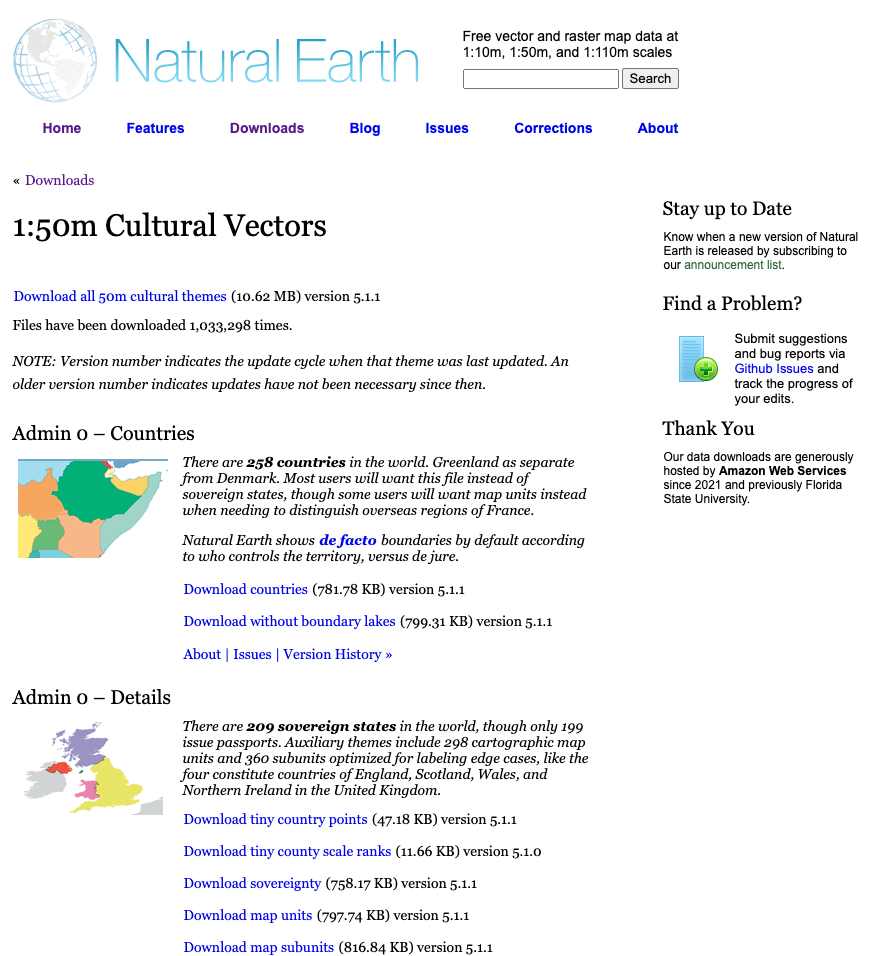 Natural Earth
Free vector and raster map data at
1:10m, 1:50m, and 1:110m scales
Search
Home Features Downloads Blog Issues Corrections About
« Downloads
1:50m Cultural Vectors
Download all 50m cultural themes (10.62 MB) version 5.1.1
Files have been downloaded 1,033,298 times.
NOTE: Version number indicates the update cycle when that theme was last updated. An
older version number indicates updates have not been necessary since then.
Admin 0 – Countries
There are 258 countries in the world. Greenland as separate
from Denmark. Most users will want this file instead of
sovereign states, though some users will want map units instead
when needing to distinguish overseas regions of France.
Natural Earth shows de facto boundaries by default according
to who controls the territory, versus de jure.
Download countries (781.78 KB) version 5.1.1
Download without boundary lakes (799.31 KB) version 5.1.1
About | Issues | Version History »
Admin 0 – Details
There are 209 sovereign states in the world, though only 199
issue passports. Auxiliary themes include 298 cartographic map
units and 360 subunits optimized for labeling edge cases, like the
four constitute countries of England, Scotland, Wales, and
Northern Ireland in the United Kingdom.
Download tiny country points (47.18 KB) version 5.1.1
Download tiny county scale ranks (11.66 KB) version 5.1.0
Download sovereignty (758.17 KB) version 5.1.1
Download map units (797.74 KB) version 5.1.1
Download map subunits (816.84 KB) version 5.1.1
Stay up to Date
Know when a new version of Natural
Earth is released by subscribing to
our announcement list.
Find a Problem?
Submit suggestions
and bug reports via
Github Issues and
track the progress of
your edits.
Thank You
Our data downloads are generously
hosted by Amazon Web Services
since 2021 and previously Florida
State University.